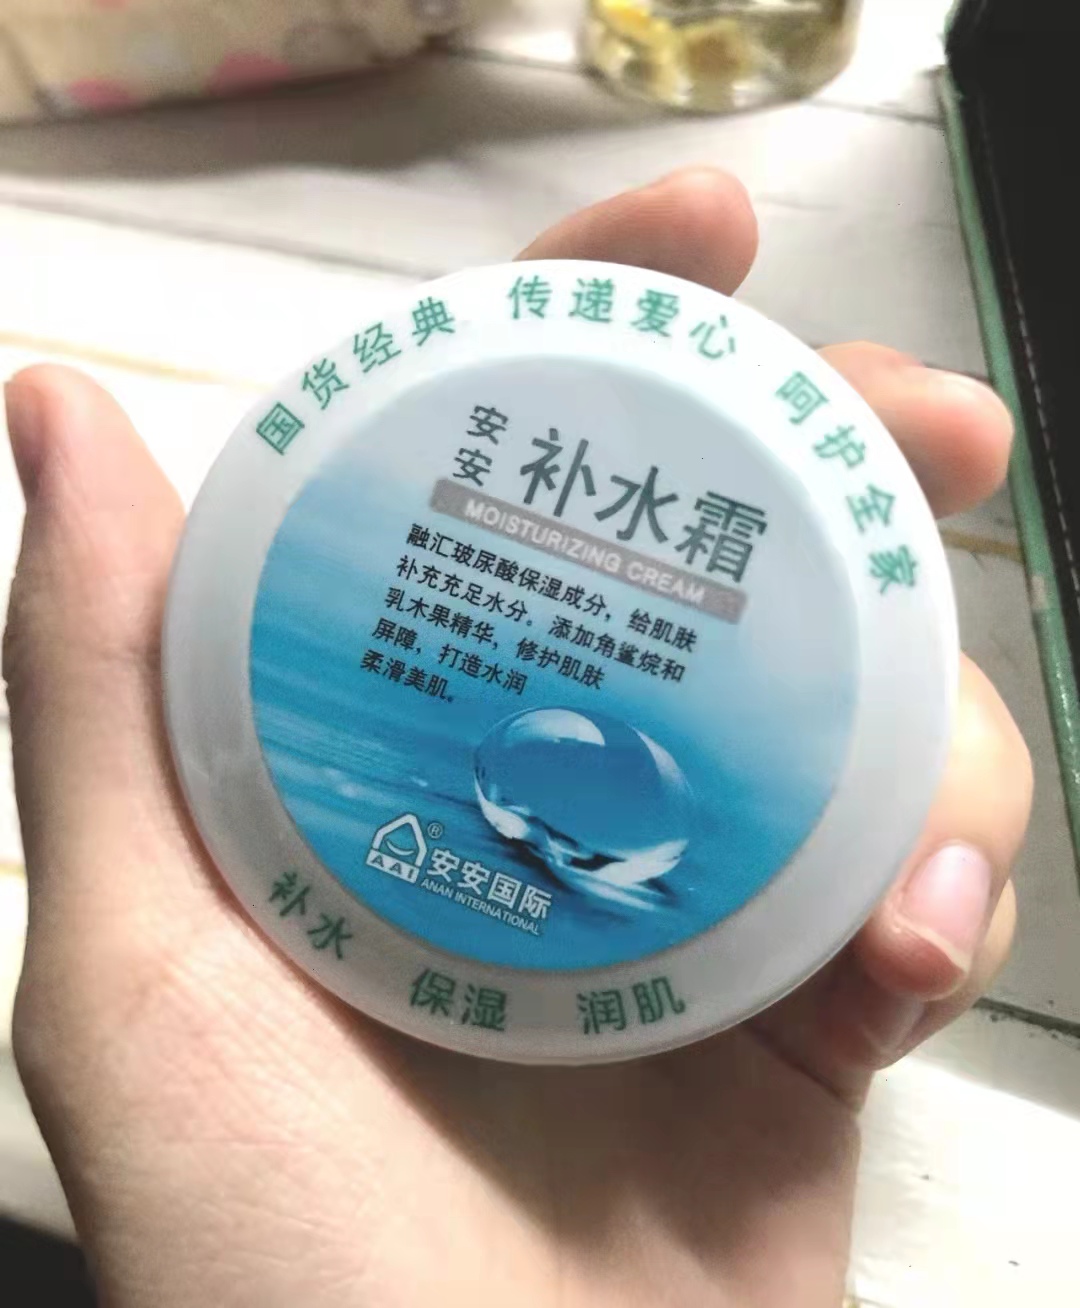 国货经典 传递爱心 呵护全家
安安
补水霜
MOISTURIZING CREAM
融汇玻尿酸保湿成分，给肌肤
补充充足水分。添加角鲨烷和
乳木果精华，修护肌肤
屏障，打造水润
柔滑美肌。
®
AAI
安安国际
ANAN INTERNATIONAL
补水 保湿 润肌